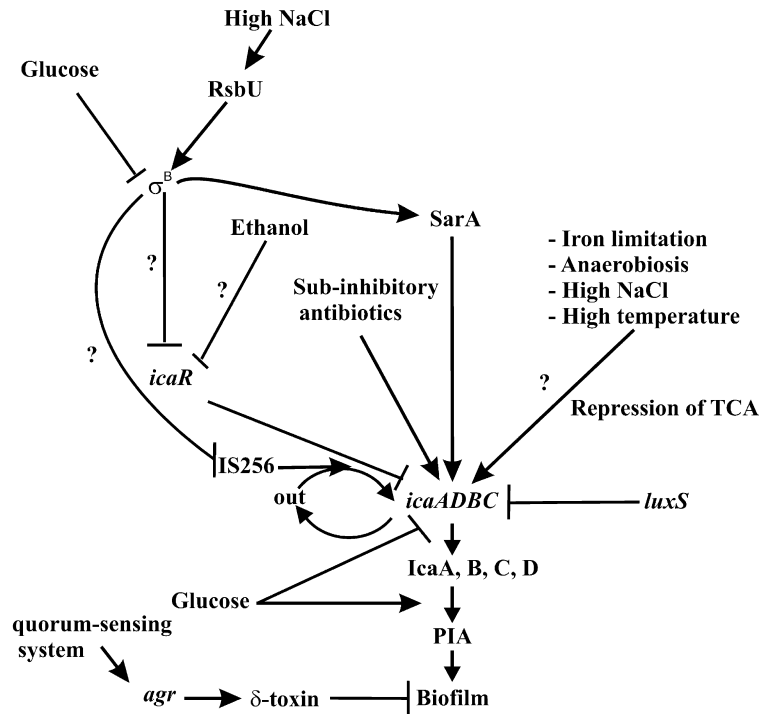 High NaCl
Glucose
RsbU
σB
SarA
Ethanol
- Iron limitation
- Anaerobiosis
- High NaCl
- High temperature
?
?
Sub-inhibitory
antibiotics
?
icaR
?
Repression of TCA
IS256
out
icaADBC
luxS
IcaA, B, C, D
Glucose
quorum-sensing
system
PIA
agr
δ-toxin
Biofilm